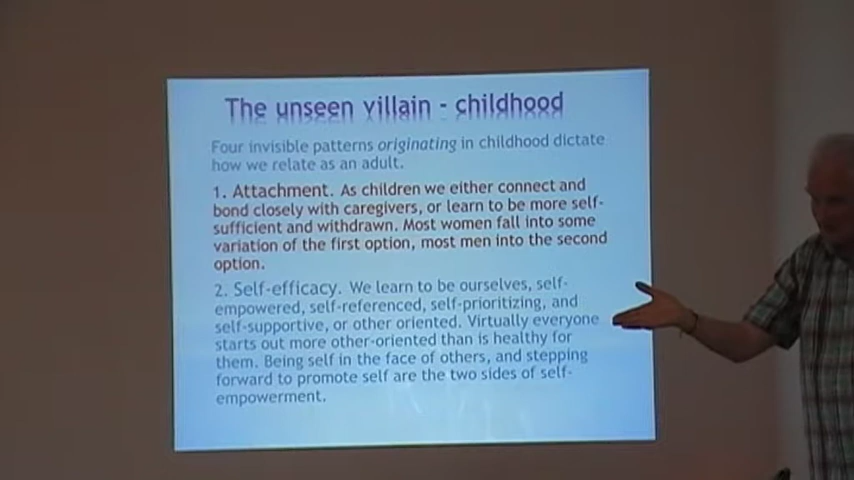 The unseen villain - childhood
Four invisible patterns originating in childhood dictate
how we relate as an adult.
1. Attachment. As children we either connect and
bond closely with caregivers, or learn to be more self-
sufficient and withdrawn. Most women fall into some
variation of the first option, most men into the second
option.
2. Self-efficacy. We learn to be ourselves, self-
empowered, self-referenced, self-prioritizing, and
self-supportive, or other oriented. Virtually everyone
starts out more other-oriented than is healthy for
them. Being self in the face of others, and stepping
forward to promote self are the two sides of self-
empowerment.